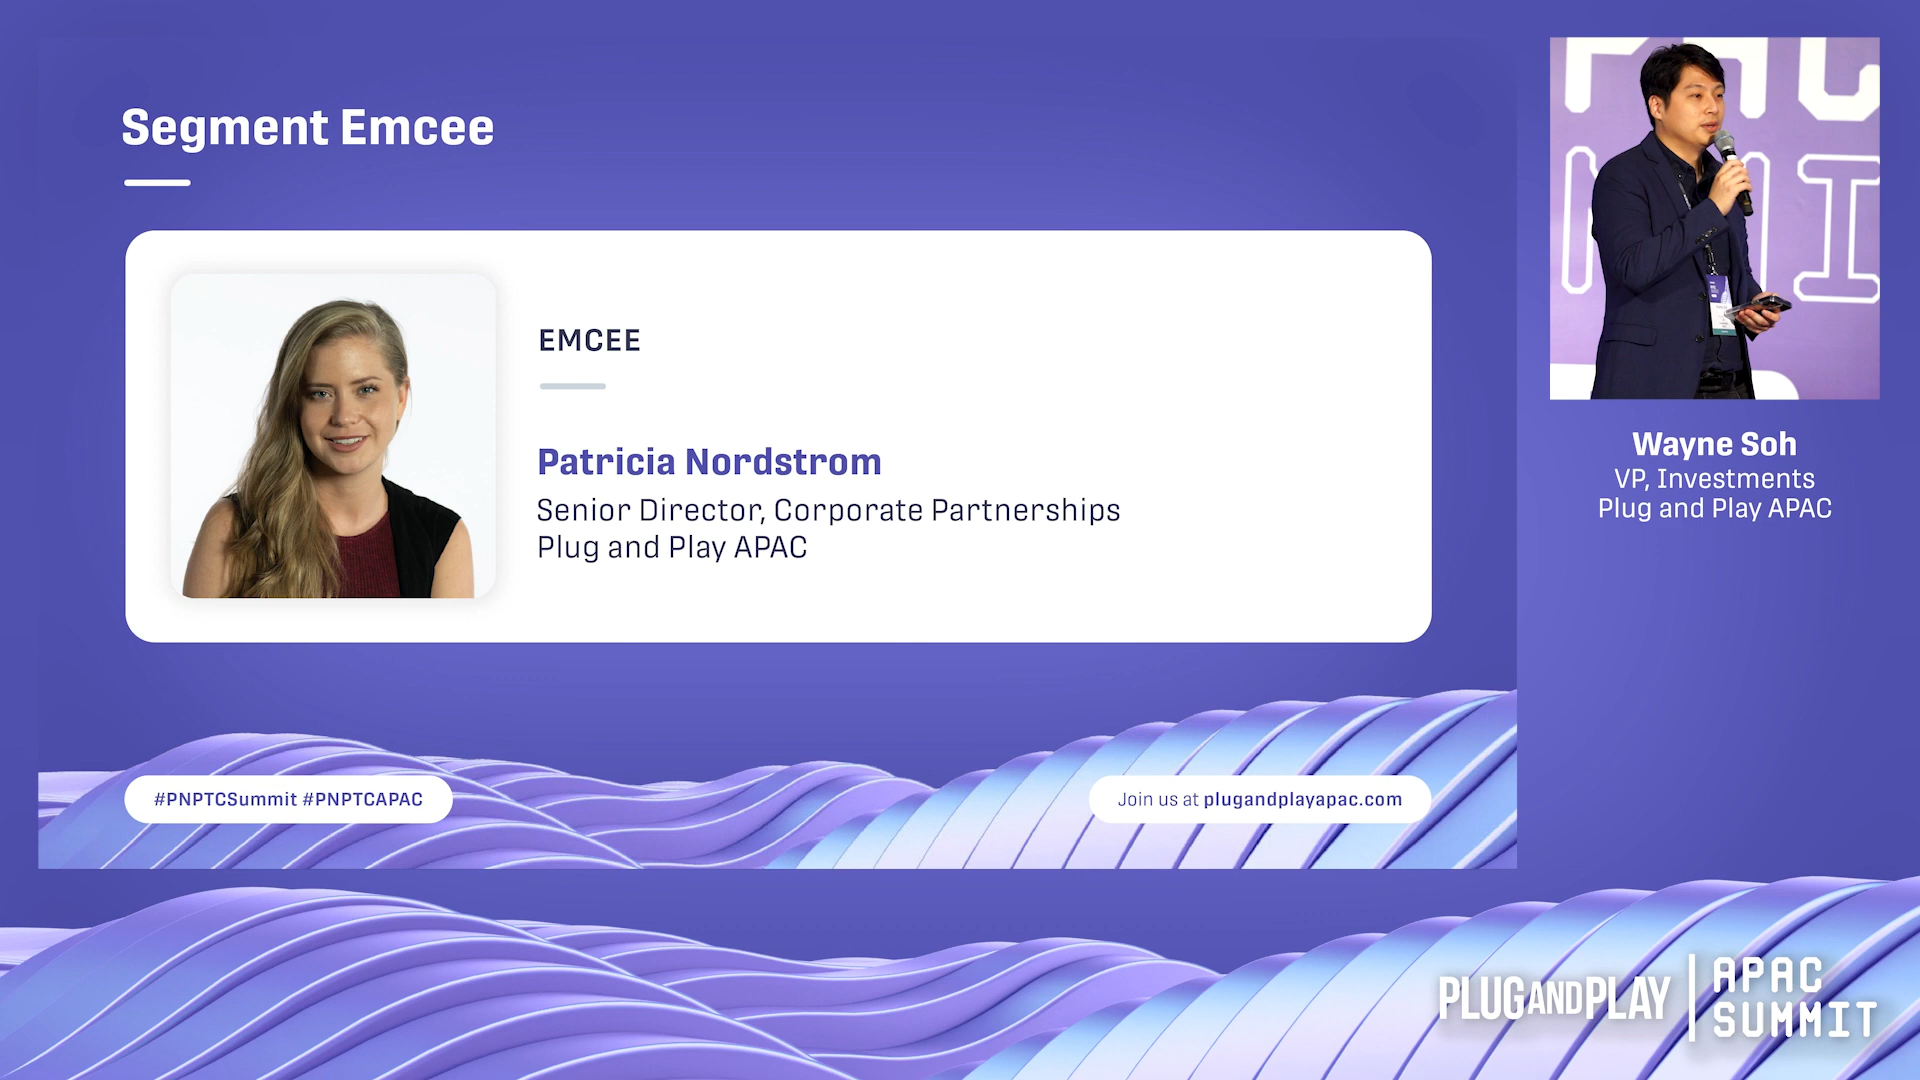 Segment Emcee
EMCEE
Patricia Nordstrom
Senior Director, Corporate Partnerships
Plug and Play APAC
#PNPTCSummit #PNPTCAPAC
Join us at plugandplayapac.com
Wayne Soh
VP, Investments
Plug and Play APAC
PLUGANDPLAY
APAC
SUMMIT